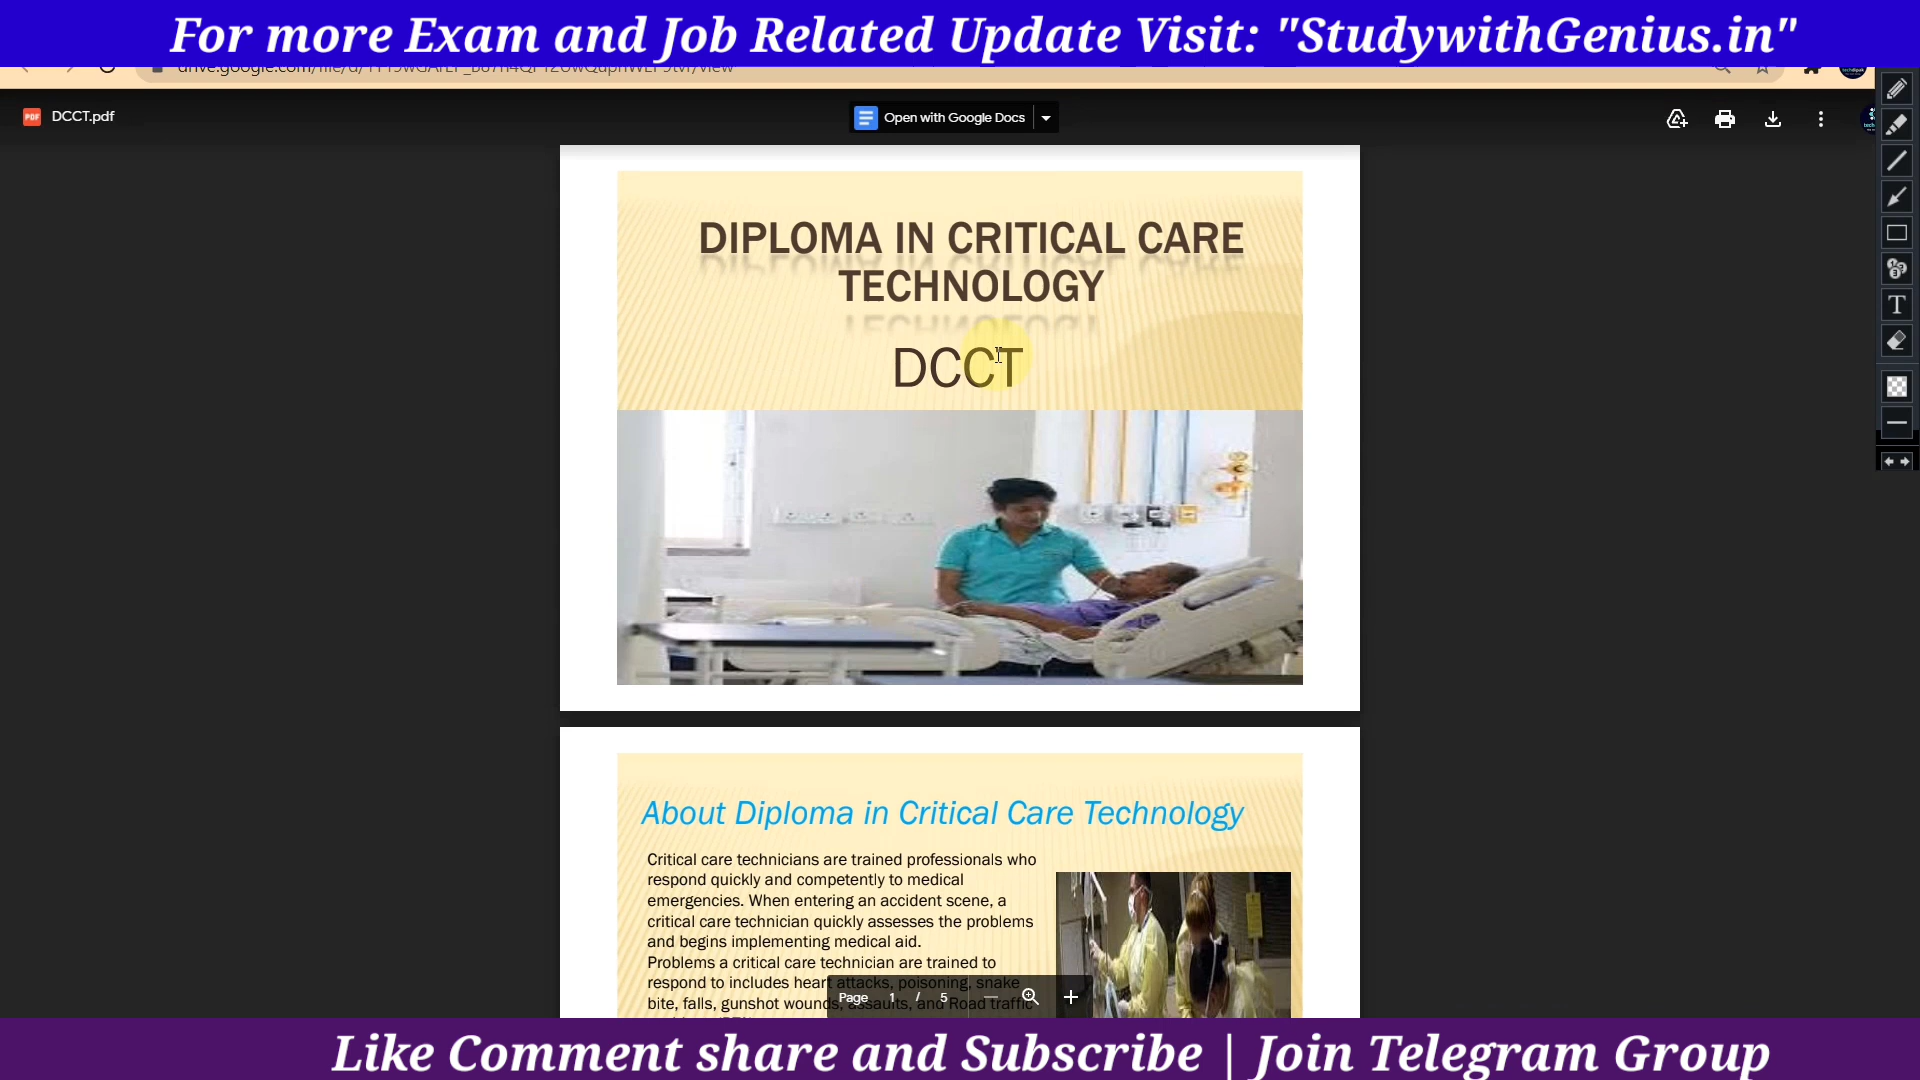 For more Exam and Job Related Update Visit: "StudywithGenius.in"
DCCT.pdf
Open with Google Docs
DIPLOMA IN CRITICAL CARE
TECHNOLOGY
DCCT
About Diploma in Critical Care Technology
Critical care technicians are trained professionals who
respond quickly and competently to medical
emergencies. When entering an accident scene, a
critical care technician quickly assesses the problems
and begins implementing medical aid.
Problems a critical care technician are trained to
respond to includes heart attacks, poisoning, snake
bite, falls, gunshot wounds, assaults, and Road traffic
Page 1 / 5
Like Comment share and Subscribe | Join Telegram Group